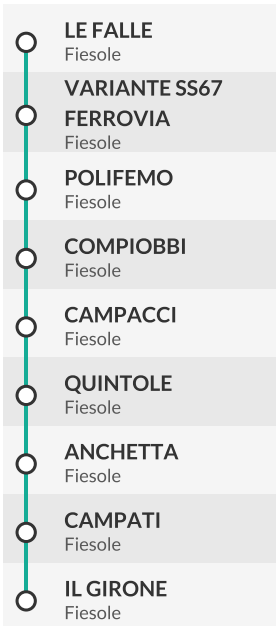 LE FALLE
Fiesole
VARIANTE SS67
FERROVIA
Fiesole
POLIFEMO
Fiesole
COMPIOBBI
Fiesole
CAMPACCI
Fiesole
QUINTOLE
Fiesole
ANCHETTA
Fiesole
CAMPATI
Fiesole
IL GIRONE
Fiesole